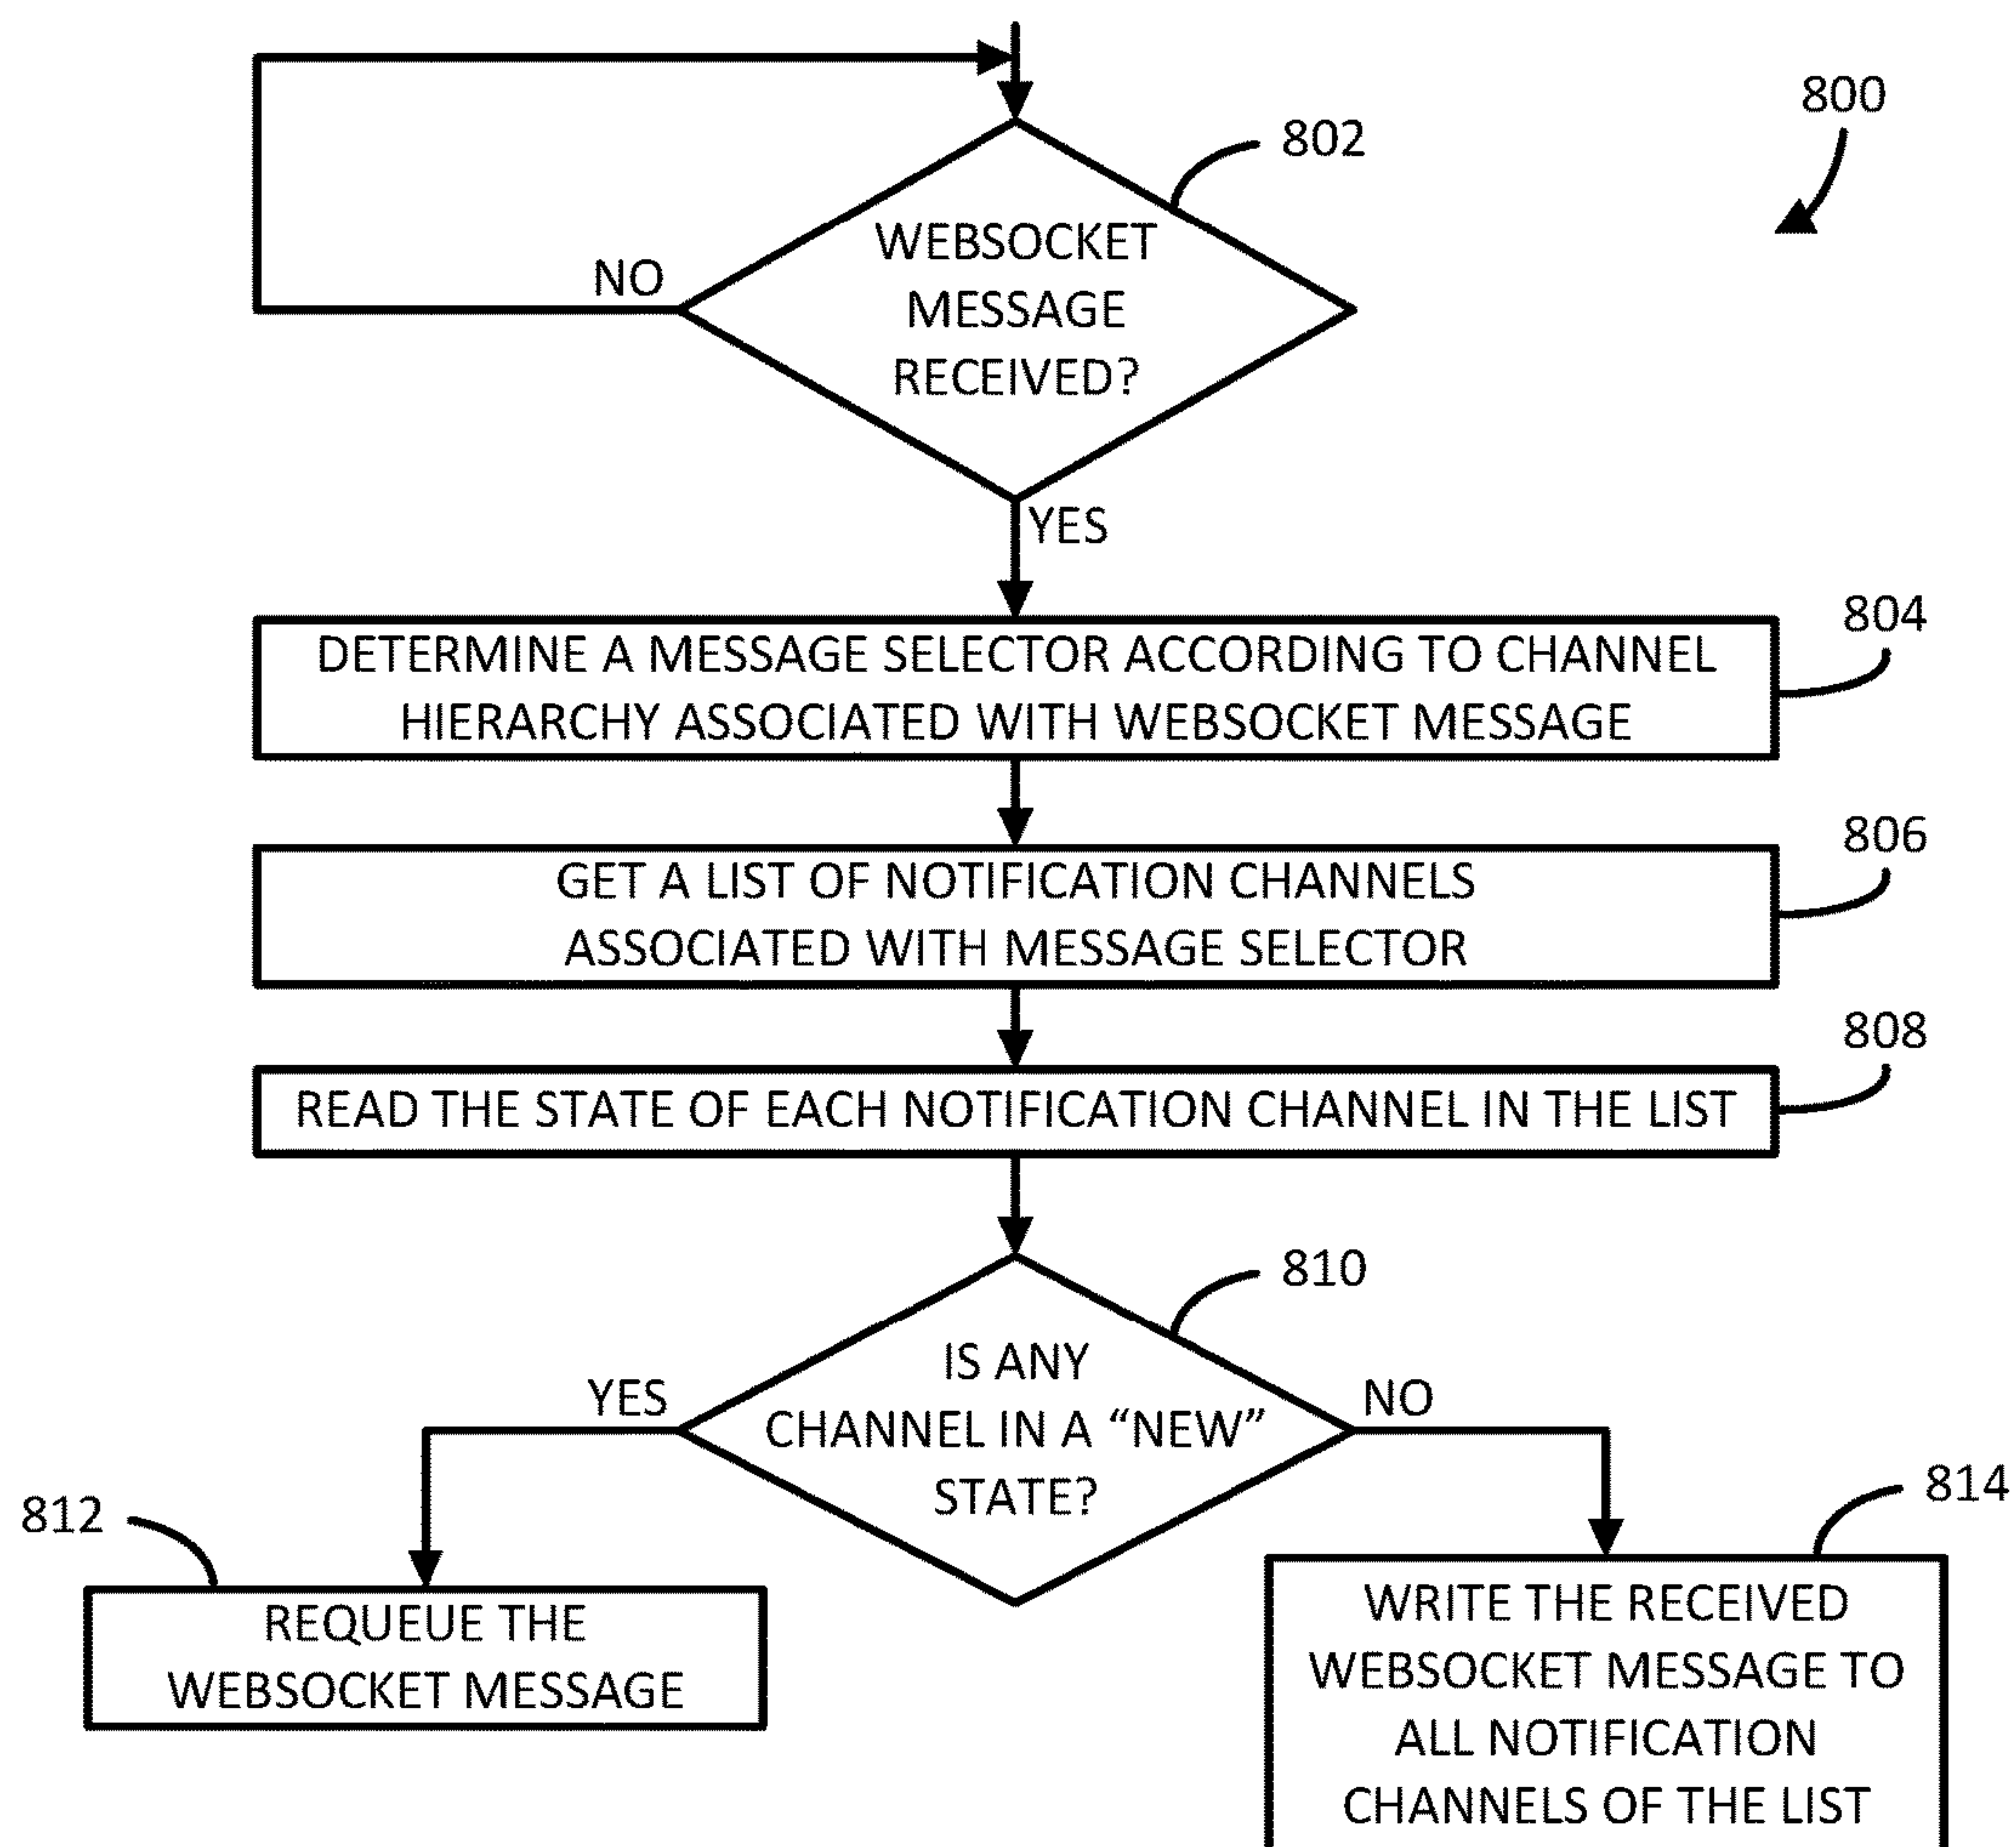 800
802
WEBSOCKET
MESSAGE
RECEIVED?
NO
YES
804
DETERMINE A MESSAGE SELECTOR ACCORDING TO CHANNEL
HIERARCHY ASSOCIATED WITH WEBSOCKET MESSAGE
806
GET A LIST OF NOTIFICATION CHANNELS
ASSOCIATED WITH MESSAGE SELECTOR
808
READ THE STATE OF EACH NOTIFICATION CHANNEL IN THE LIST
810
IS ANY
CHANNEL IN A “NEW”
STATE?
YES
NO
812
REQUEUE THE
WEBSOCKET MESSAGE
814
WRITE THE RECEIVED
WEBSOCKET MESSAGE TO
ALL NOTIFICATION
CHANNELS OF THE LIST